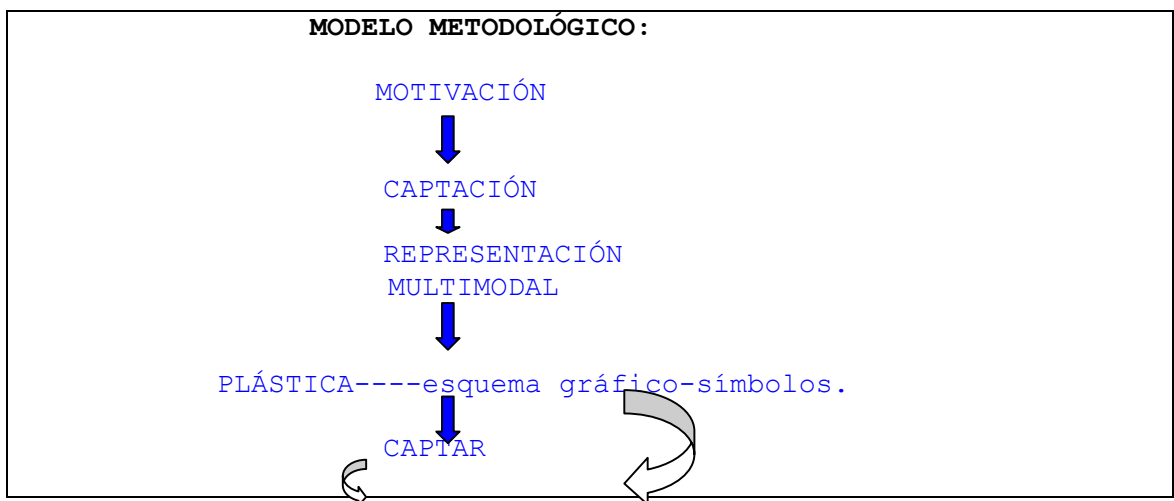 MODELO METODOLÓGICO:
MOTIVACIÓN
CAPTACIÓN
REPRESENTACIÓN
MULTIMODAL
PLÁSTICA----esquema gráfico-símbolos.
CAPTAR